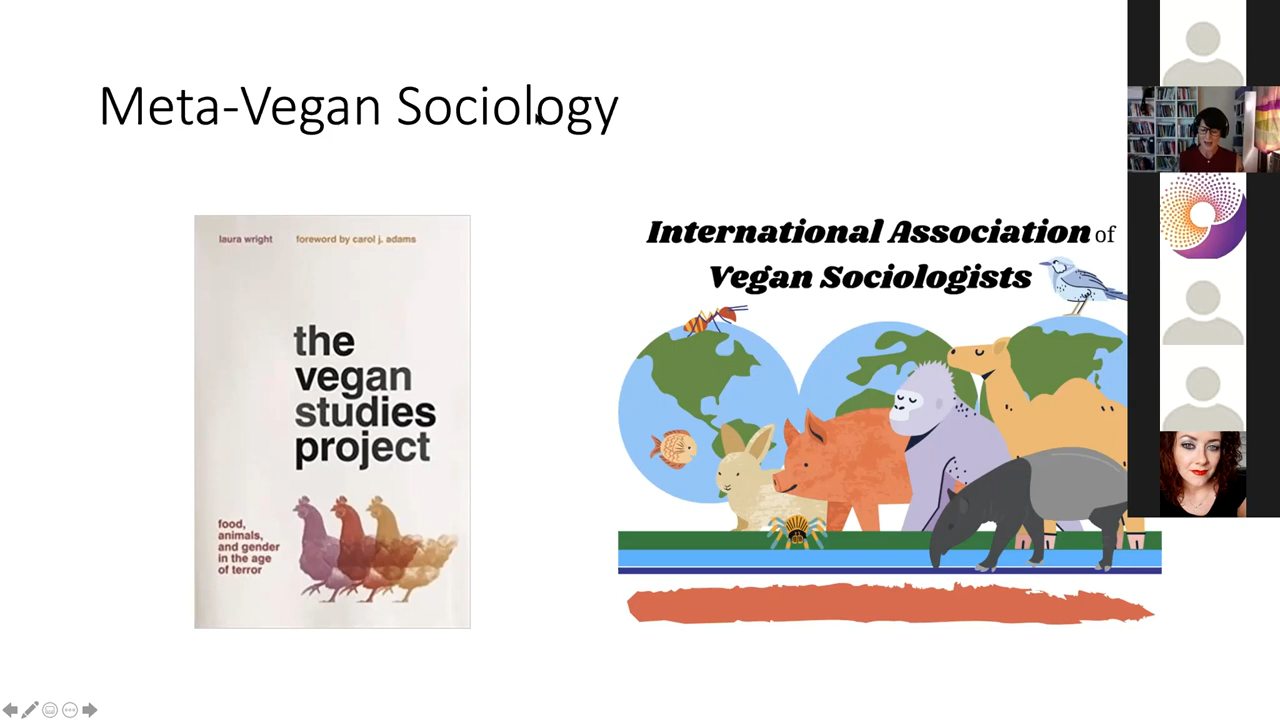 Meta-Vegan Sociology
laura wright
foreword by carol j. adams
the
vegan
studies
project
food,
animals,
and gender
in the age
of terror
International Association of
Vegan Sociologists